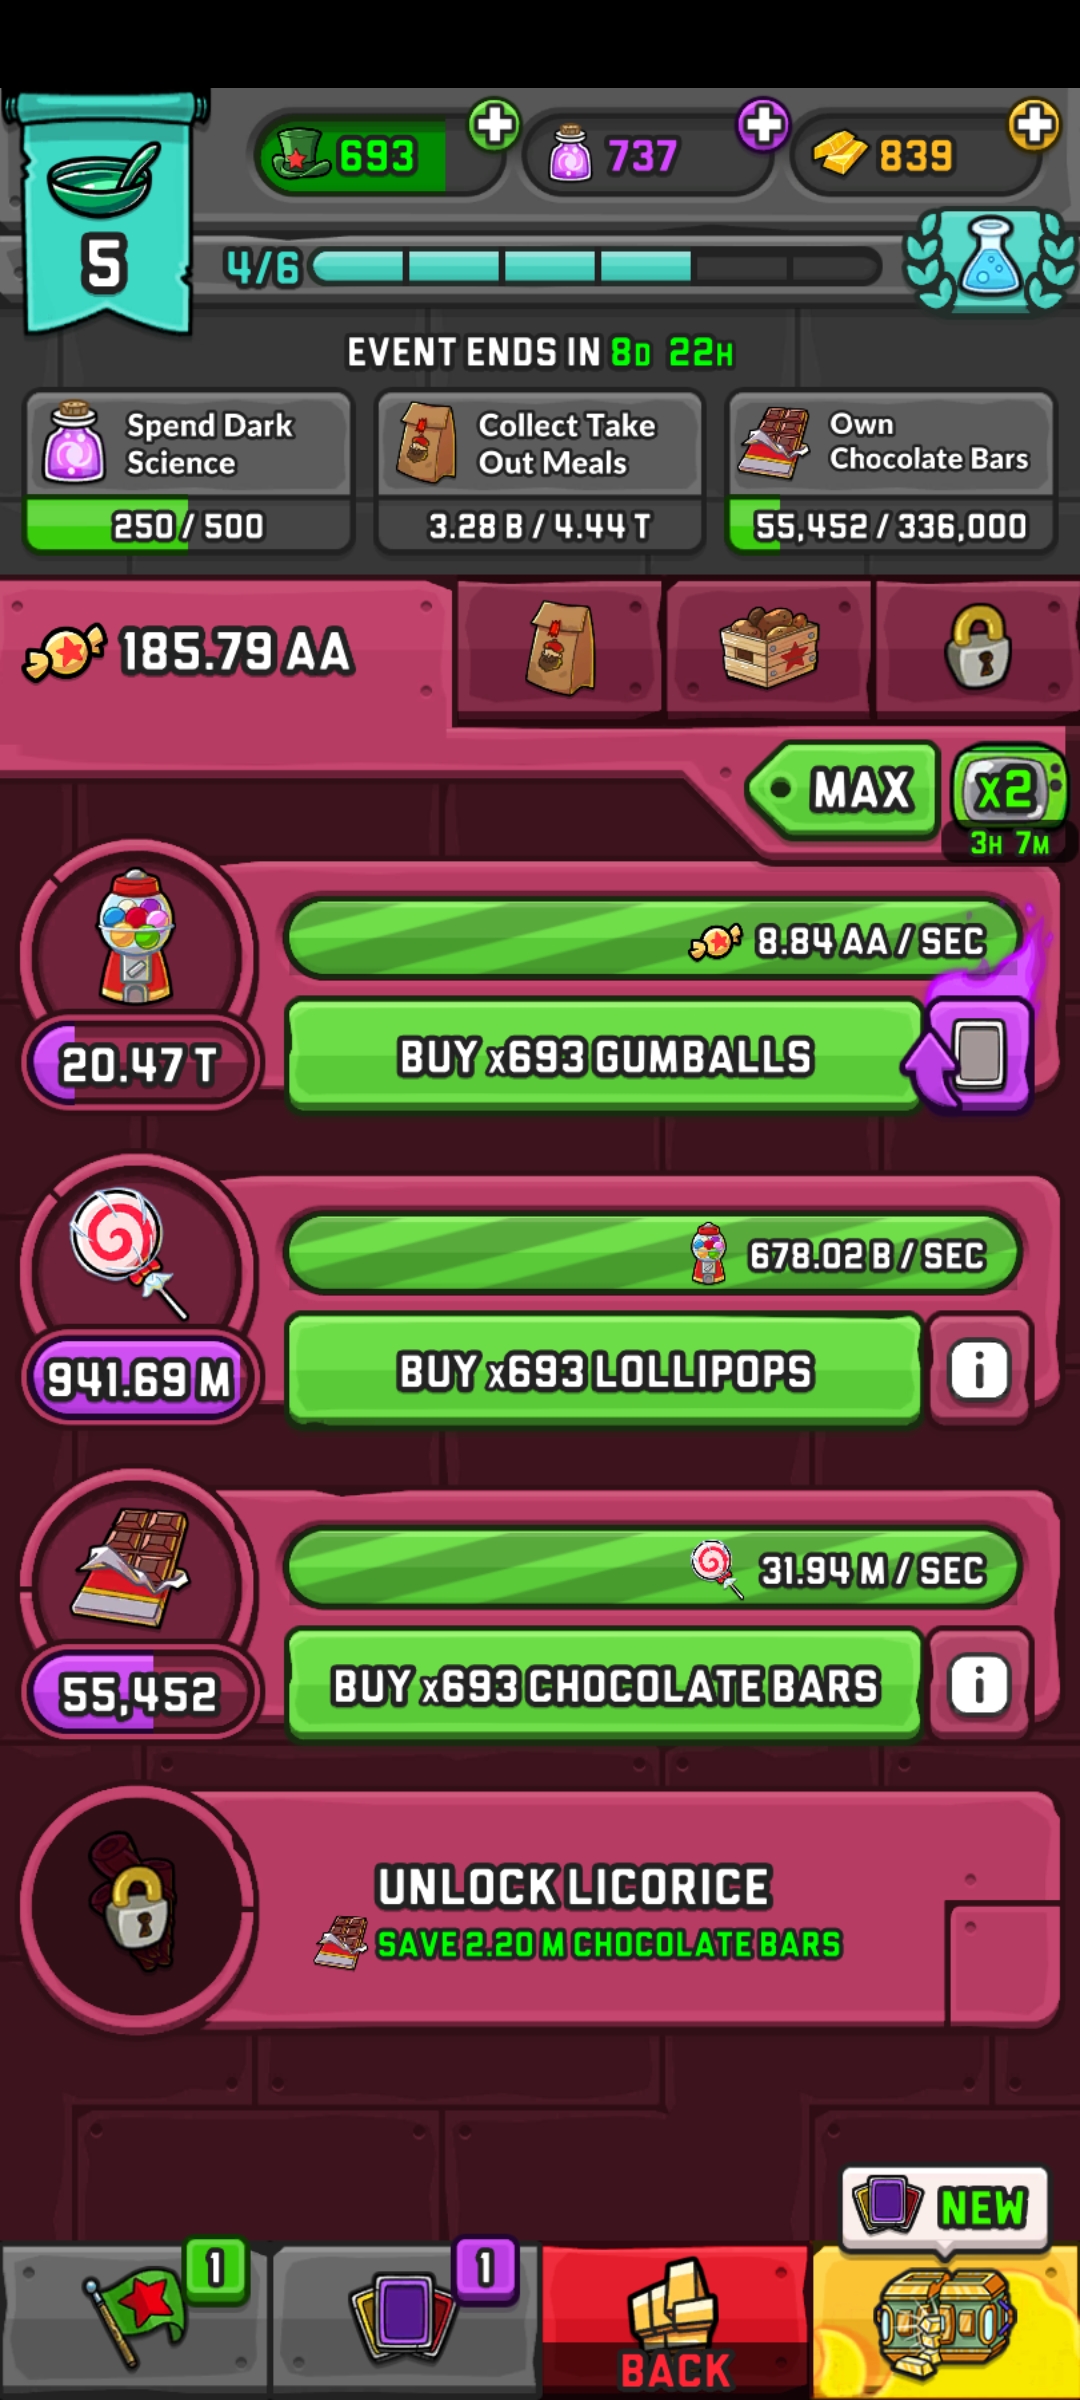 693
737
839
5
4/6
EVENT ENDS IN 8D 22H
Spend Dark
Science
250 / 500
Collect Take
Out Meals
3.28 B / 4.44 T
Own
Chocolate Bars
55,452 / 336,000
185.79 AA
MAX
x2
3H 7M
8.84 AA / SEC
20.47 T
BUY x693 GUMBALLS
678.02 B / SEC
941.69 M
BUY x693 LOLLIPOPS
i
31.94 M / SEC
55,452
BUY x693 CHOCOLATE BARS
i
UNLOCK LICORICE
SAVE 2.20 M CHOCOLATE BARS
NEW
1
1
BACK